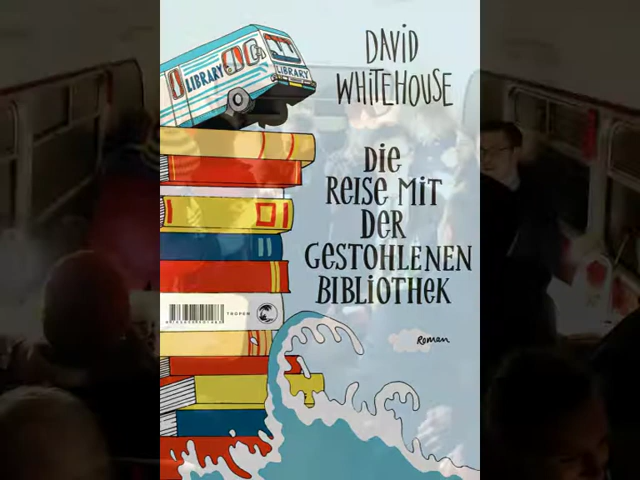 LIBRARY
LIBRARY
DAVID
WHITEHOUSE
DIE
REISE MIT
DER
GESTOHLENEN
BIBLIOTHEK
TROPEN
Roman